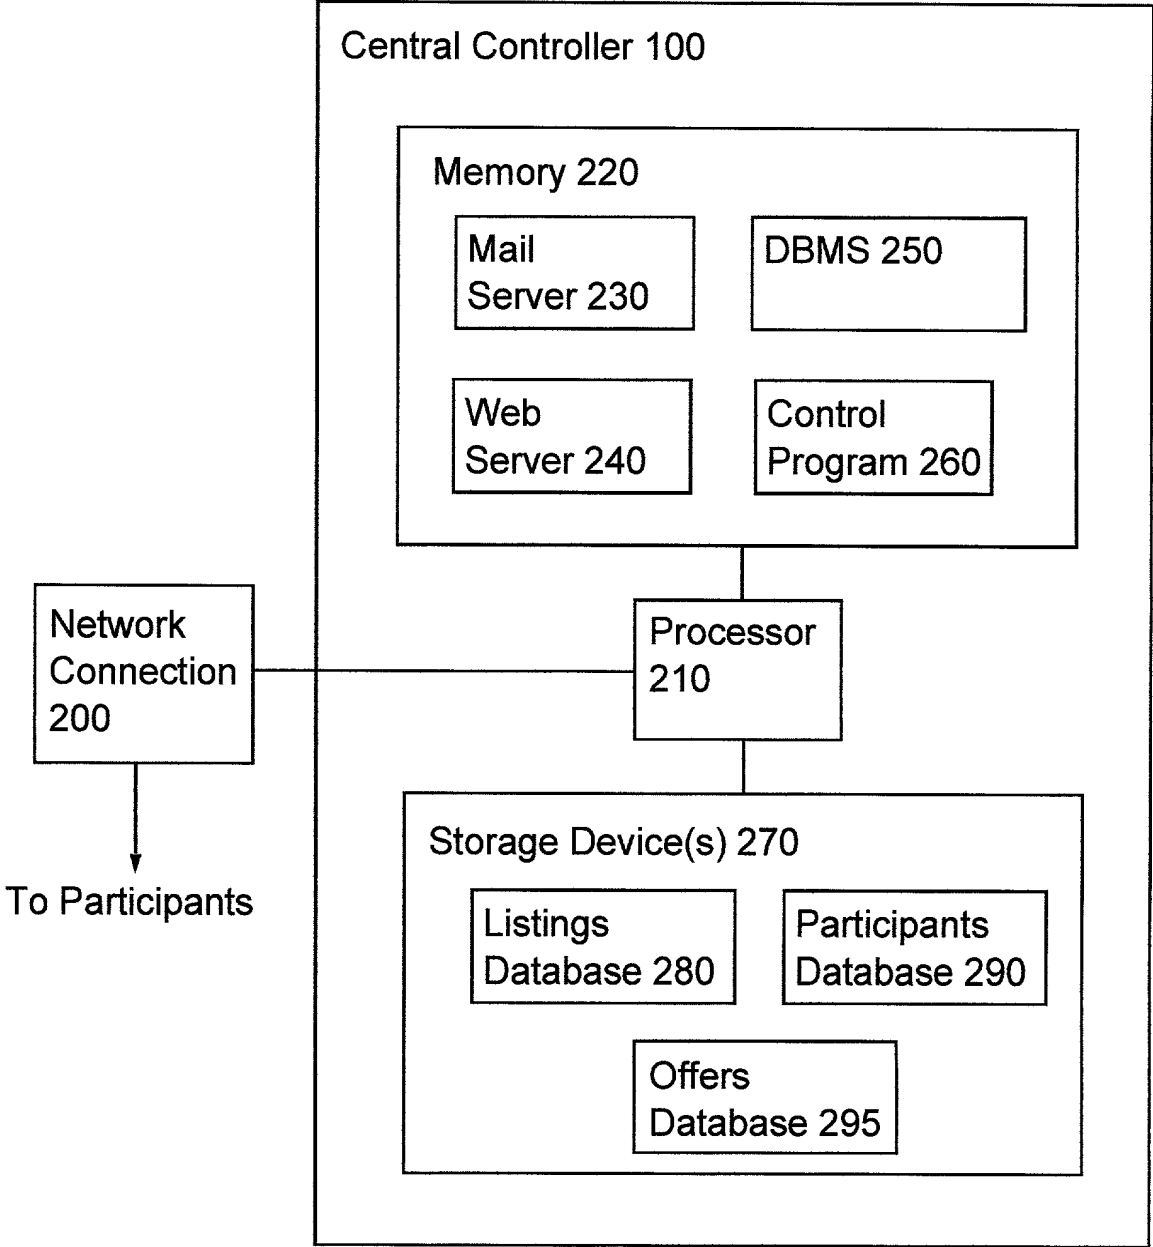 Central Controller 100
Memory 220
Mail
Server 230
DBMS 250
Web
Server 240
Control
Program 260
Network
Connection
200
Processor
210
To Participants
Storage Device(s) 270
Listings
Database 280
Participants
Database 290
Offers
Database 295